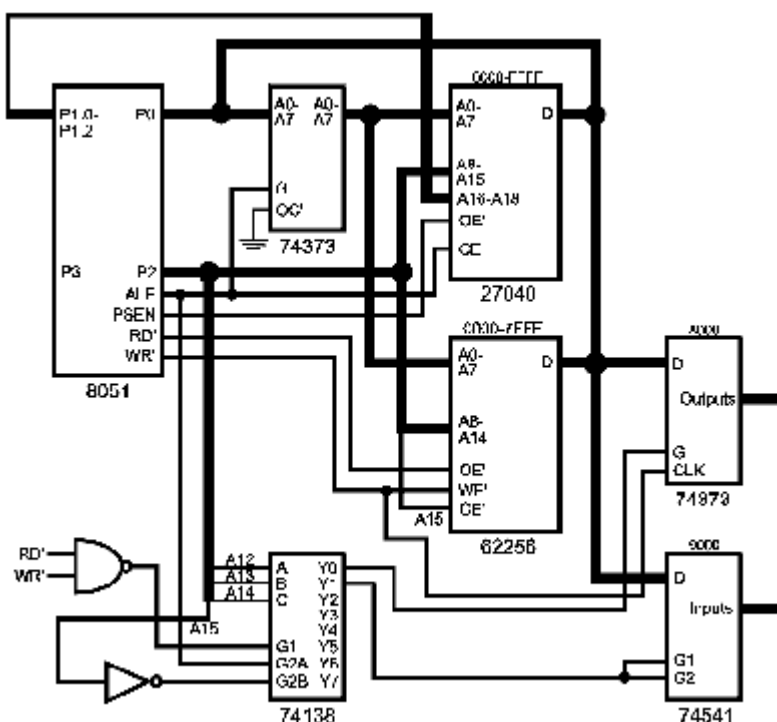 P1.0-
P1.2
P0
P3
P2
ALE
PSEN
RD'
WR'
8051
A0-
A7
A0-
A7
G
OC'
74373
A0-
A7
D
A8-
A15
A16-A18
OE'
CE
27040
0000-7FFF
A0-
A7
D
A8-
A14
OE'
WE'
CE'
A15
62256
D
Outputs
G
CLK
9000
D
Inputs
G1
G2
74541
RD'
WR'
A12
A13
A14
A15
A
B
C
G1
G2A
G2B
Y0
Y1
Y2
Y3
Y4
Y5
Y6
Y7
74138